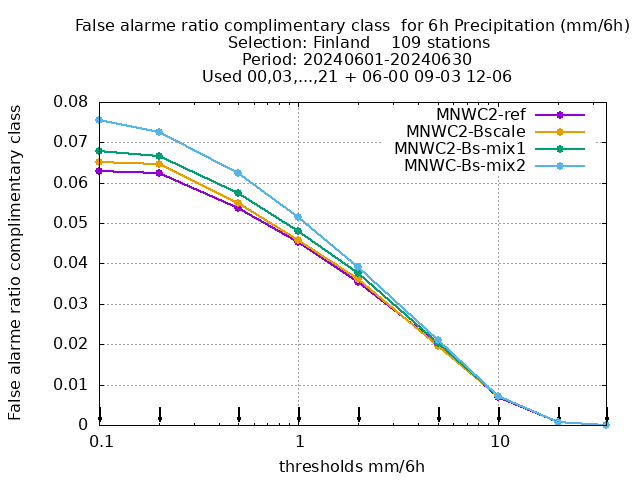 False alarme ratio complimentary class  for 6h Precipitation (mm/6h)
Selection: Finland    109 stations
Period: 20240601-20240630
Used 00,03,...,21 + 06-00 09-03 12-06
False alarme ratio complimentary class
0.08
0.07
0.06
0.05
0.04
0.03
0.02
0.01
0
MNWC2-ref
MNWC2-Bscale
MNWC2-Bs-mix1
MNWC-Bs-mix2
0.1
1
10
thresholds mm/6h